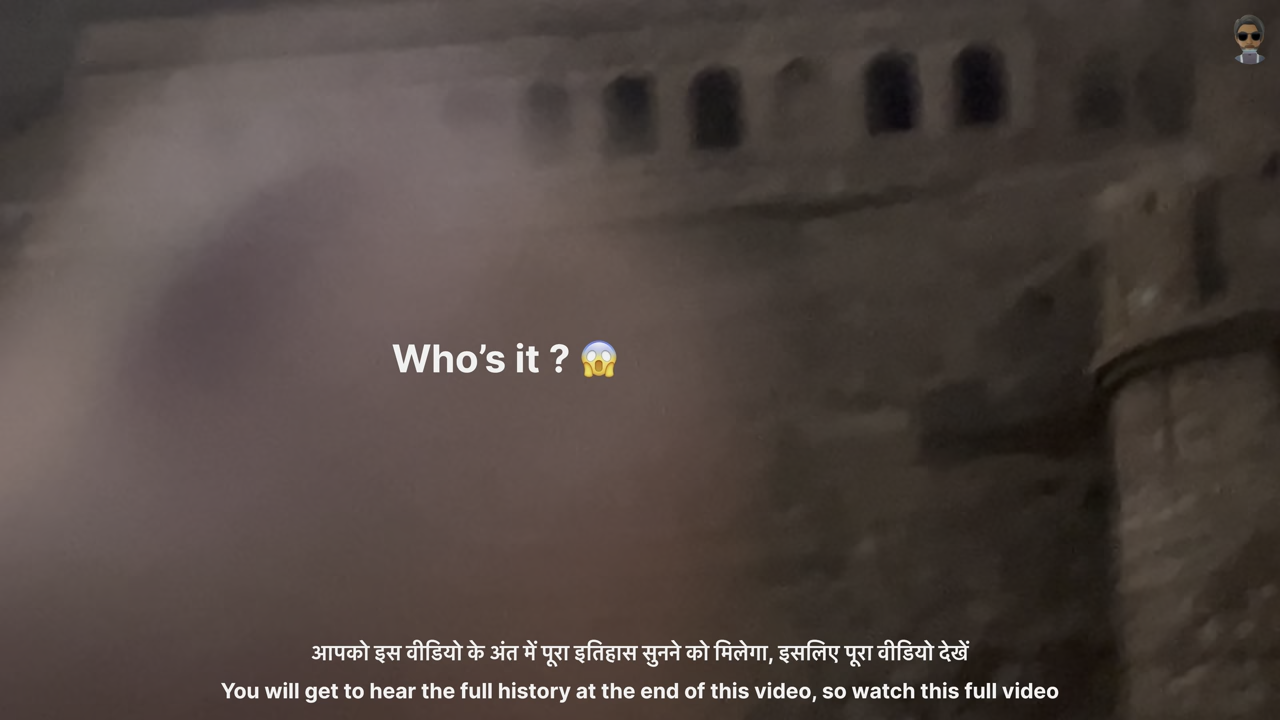 Who’s it ? 😱
आपको इस वीडियो के अंत में पूरा इतिहास सुनने को मिलेगा, इसलिए पूरा वीडियो देखें
You will get to hear the full history at the end of this video, so watch this full video